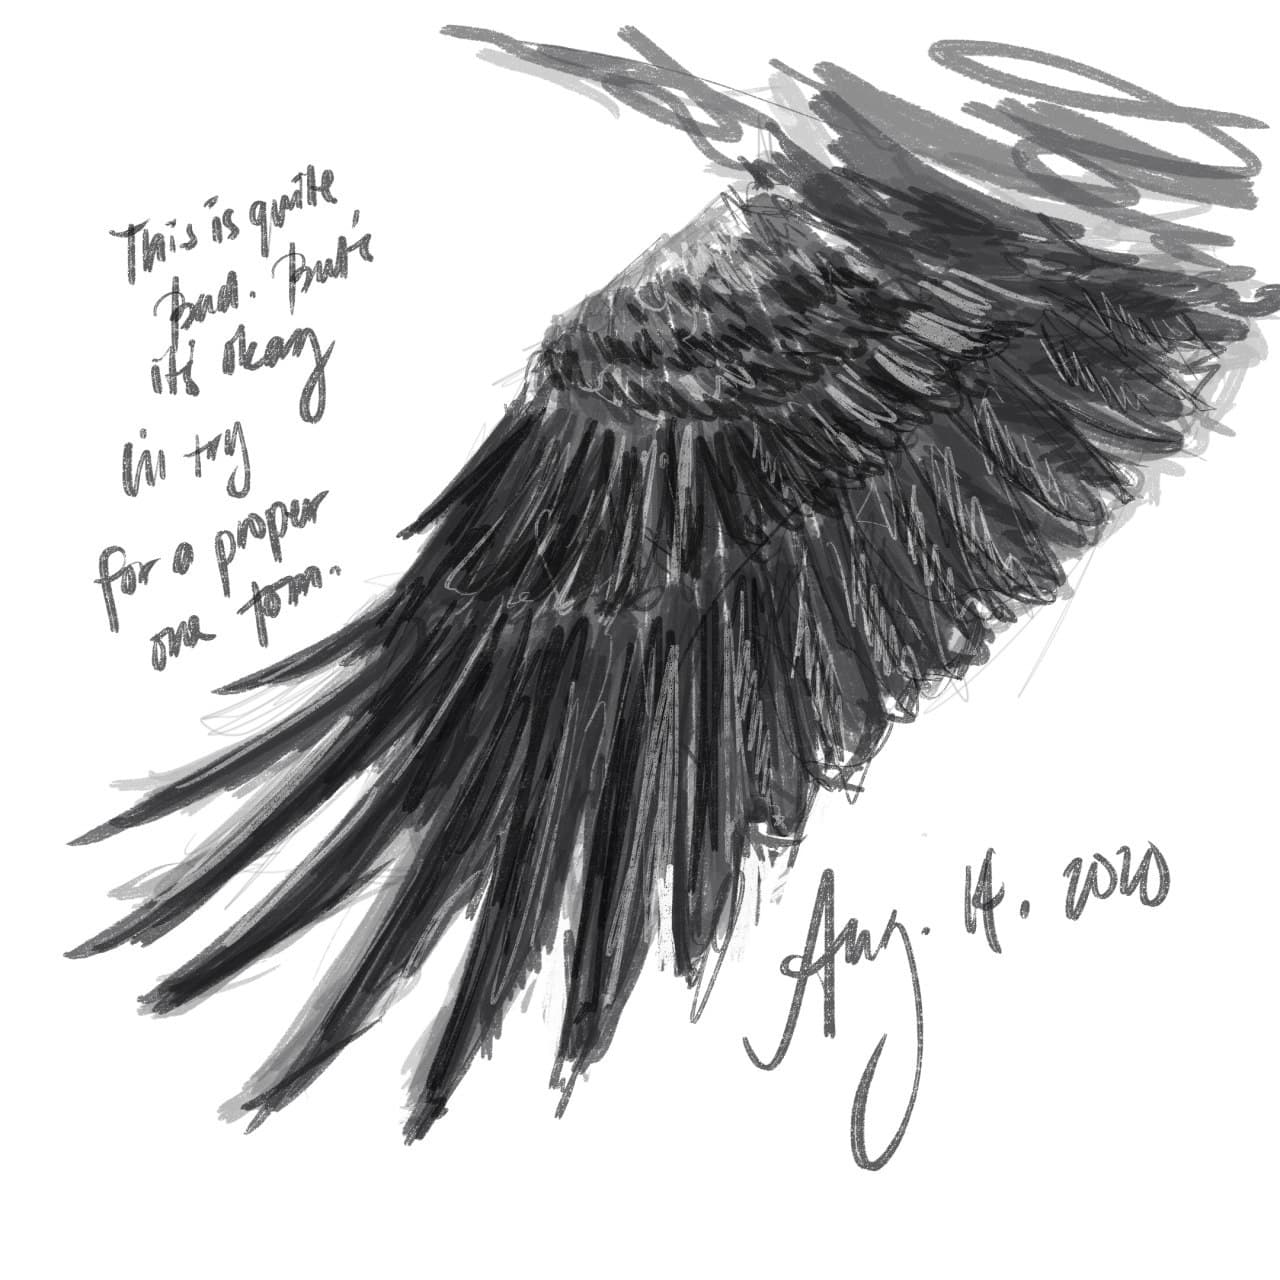 This is quite
Bad. But
it's okay
i'll try
for a proper
one tom.
Aug. 14. 2020